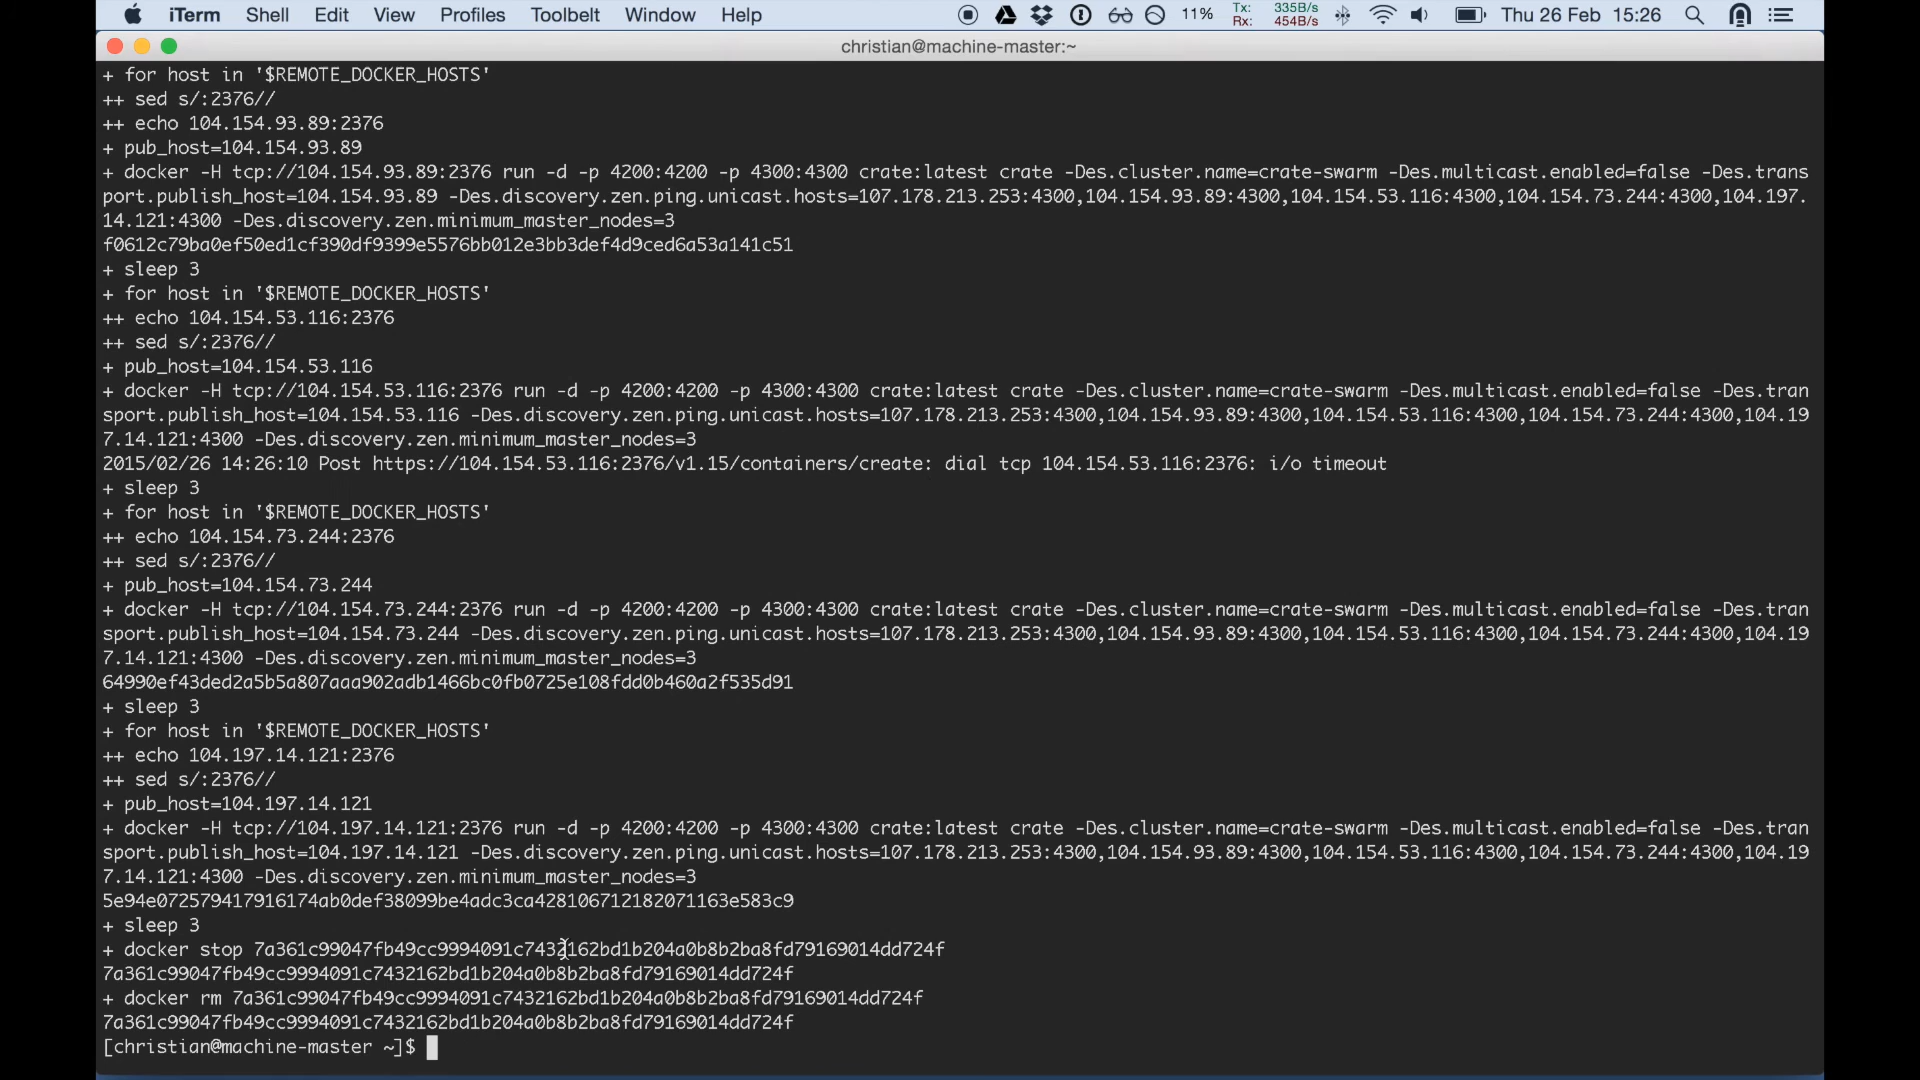 iTerm Shell Edit View Profiles Toolbelt Window Help 11% Tx: 335B/s Rx: 454B/s Thu 26 Feb 15:26
christian@machine-master:~
+ for host in '$REMOTE_DOCKER_HOSTS'
++ sed s/:2376//
++ echo 104.154.93.89:2376
+ pub_host=104.154.93.89
+ docker -H tcp://104.154.93.89:2376 run -d -p 4200:4200 -p 4300:4300 crate:latest crate -Des.cluster.name=crate-swarm -Des.multicast.enabled=false -Des.trans
port.publish_host=104.154.93.89 -Des.discovery.zen.ping.unicast.hosts=107.178.213.253:4300,104.154.93.89:4300,104.154.53.116:4300,104.154.73.244:4300,104.197.
14.121:4300 -Des.discovery.zen.minimum_master_nodes=3
f0612c79ba0ef50ed1cf390df9399e5576bb012e3bb3def4d9ced6a53a141c51
+ sleep 3
+ for host in '$REMOTE_DOCKER_HOSTS'
++ echo 104.154.53.116:2376
++ sed s/:2376//
+ pub_host=104.154.53.116
+ docker -H tcp://104.154.53.116:2376 run -d -p 4200:4200 -p 4300:4300 crate:latest crate -Des.cluster.name=crate-swarm -Des.multicast.enabled=false -Des.tran
sport.publish_host=104.154.53.116 -Des.discovery.zen.ping.unicast.hosts=107.178.213.253:4300,104.154.93.89:4300,104.154.53.116:4300,104.154.73.244:4300,104.19
7.14.121:4300 -Des.discovery.zen.minimum_master_nodes=3
2015/02/26 14:26:10 Post https://104.154.53.116:2376/v1.15/containers/create: dial tcp 104.154.53.116:2376: i/o timeout
+ sleep 3
+ for host in '$REMOTE_DOCKER_HOSTS'
++ echo 104.154.73.244:2376
++ sed s/:2376//
+ pub_host=104.154.73.244
+ docker -H tcp://104.154.73.244:2376 run -d -p 4200:4200 -p 4300:4300 crate:latest crate -Des.cluster.name=crate-swarm -Des.multicast.enabled=false -Des.tran
sport.publish_host=104.154.73.244 -Des.discovery.zen.ping.unicast.hosts=107.178.213.253:4300,104.154.93.89:4300,104.154.53.116:4300,104.154.73.244:4300,104.19
7.14.121:4300 -Des.discovery.zen.minimum_master_nodes=3
64990ef43ded2a5b5a807aaa902adb1466bc0fb0725e108fdd0b460a2f535d91
+ sleep 3
+ for host in '$REMOTE_DOCKER_HOSTS'
++ echo 104.197.14.121:2376
++ sed s/:2376//
+ pub_host=104.197.14.121
+ docker -H tcp://104.197.14.121:2376 run -d -p 4200:4200 -p 4300:4300 crate:latest crate -Des.cluster.name=crate-swarm -Des.multicast.enabled=false -Des.tran
sport.publish_host=104.197.14.121 -Des.discovery.zen.ping.unicast.hosts=107.178.213.253:4300,104.154.93.89:4300,104.154.53.116:4300,104.154.73.244:4300,104.19
7.14.121:4300 -Des.discovery.zen.minimum_master_nodes=3
5e94e072579417916174ab0def38099be4adc3ca428106712182071163e583c9
+ sleep 3
+ docker stop 7a361c99047fb49cc9994091c7432162bd1b204a0b8b2ba8fd79169014dd724f
7a361c99047fb49cc9994091c7432162bd1b204a0b8b2ba8fd79169014dd724f
+ docker rm 7a361c99047fb49cc9994091c7432162bd1b204a0b8b2ba8fd79169014dd724f
7a361c99047fb49cc9994091c7432162bd1b204a0b8b2ba8fd79169014dd724f
[christian@machine-master ~]$